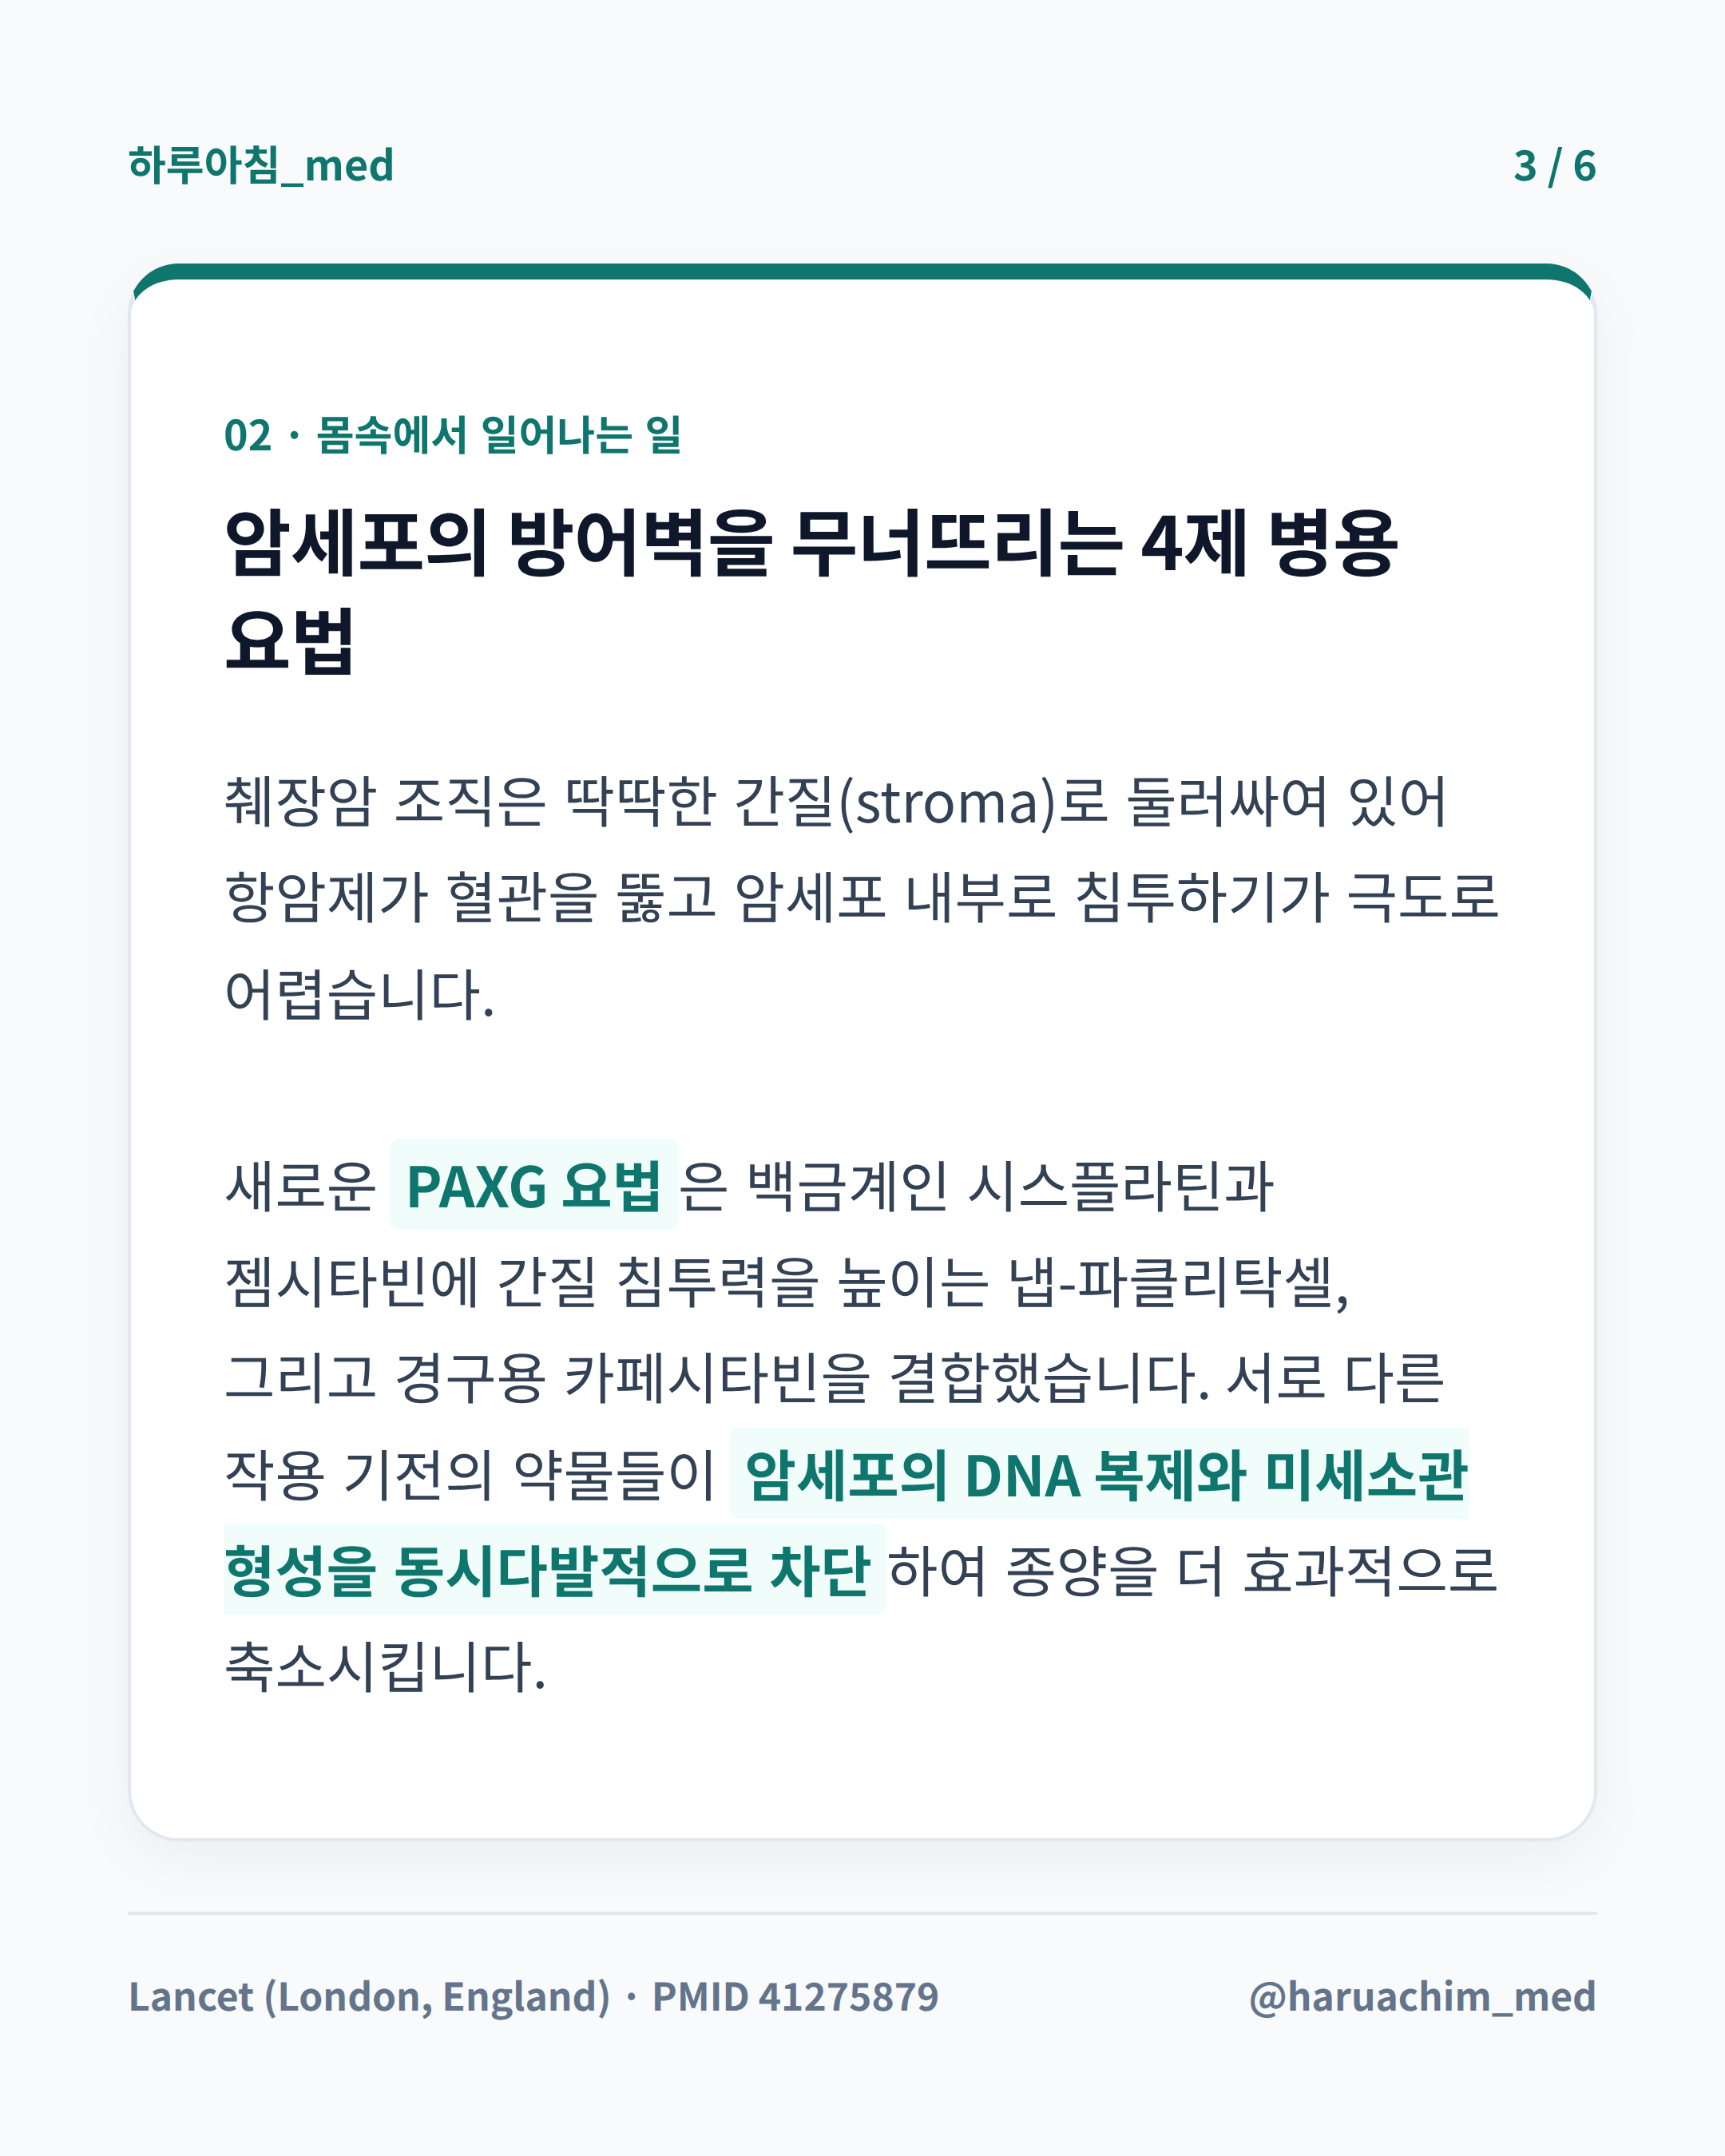 하루아침_med
3 / 6
02 · 몸속에서 일어나는 일
암세포의 방어벽을 무너뜨리는 4제 병용
요법
췌장암 조직은 딱딱한 간질(stroma)로 둘러싸여 있어
항암제가 혈관을 뚫고 암세포 내부로 침투하기가 극도로
어렵습니다.
새로운 PAXG 요법은 백금계인 시스플라틴과
젬시타빈에 간질 침투력을 높이는 냅-파클리탁셀,
그리고 경구용 카페시타빈을 결합했습니다. 서로 다른
작용 기전의 약물들이 암세포의 DNA 복제와 미세소관
형성을 동시다발적으로 차단하여 종양을 더 효과적으로
축소시킵니다.
Lancet (London, England) · PMID 41275879
@haruachim_med